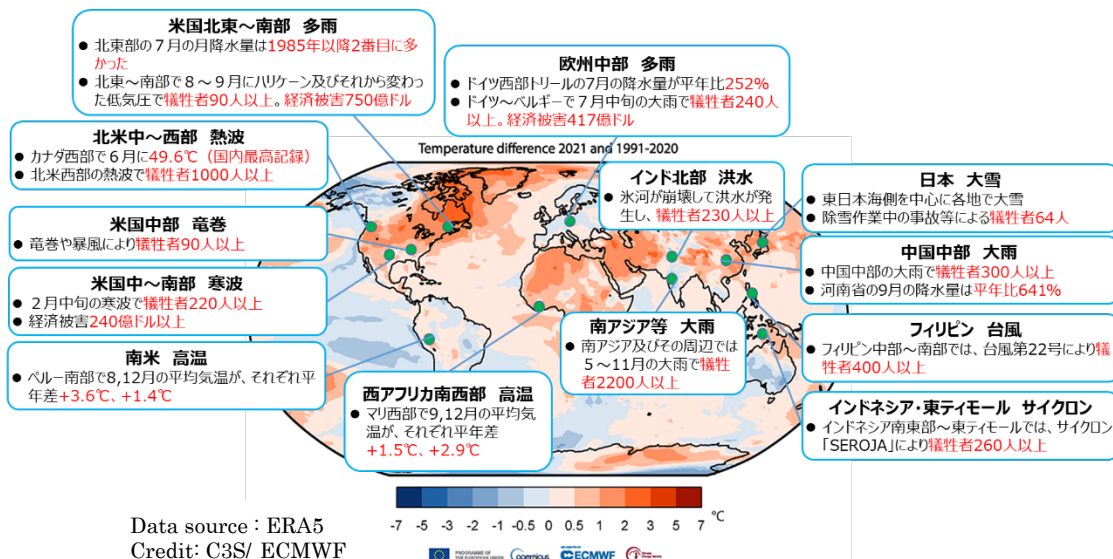 米国北東～南部 多雨
● 北東部の７月の月降水量は1985年以降2番目に多
かった
● 北東～南部で８～９月にハリケーン及びそれから変わっ
た低気圧で犠牲者90人以上。経済被害750億ドル
欧州中部 多雨
● ドイツ西部トリールの7月の降水量が平年比252%
● ドイツ～ベルギーで７月中旬の大雨で犠牲者240人
以上。経済被害417億ドル
北米中～西部 熱波
● カナダ西部で６月に49.6℃（国内最高記録）
● 北米西部の熱波で犠牲者1000人以上
Temperature difference 2021 and 1991-2020
インド北部 洪水
● 氷河が崩壊して洪水が発
生し、犠牲者230人以上
日本 大雪
● 東日本海側を中心に各地で大雪
● 除雪作業中の事故等による犠牲者64人
米国中部 竜巻
● 竜巻や暴風により犠牲者90人以上
中国中部 大雨
● 中国中部の大雨で犠牲者300人以上
● 河南省の9月の降水量は平年比641%
米国中～南部 寒波
● ２月中旬の寒波で犠牲者220人以上
● 経済被害240億ドル以上
南アジア等 大雨
● 南アジア及びその周辺では
５～11月の大雨で犠牲
者2200人以上
フィリピン 台風
● フィリピン中部～南部では、台風第22号により犠
牲者400人以上
南米 高温
● ペルー南部で8,12月の平均気温が、それぞれ平
年差
+3.6℃、+1.4℃
西アフリカ南西部 高温
● マリ西部で9,12月の平均気
温が、それぞれ平年差
+1.5℃、+2.9℃
インドネシア・東ティモール サイクロン
● インドネシア南東部～東ティモールでは、サイクロン
「SEROJA」により犠牲者260人以上
-7 -5 -3 -2 -1 -0.5 0 0.5 1 2 3 5 7 °C
Data source : ERA5
Credit: C3S/ ECMWF
PROGRAMME OF
THE EUROPEAN UNION
Copernicus
ECMWF